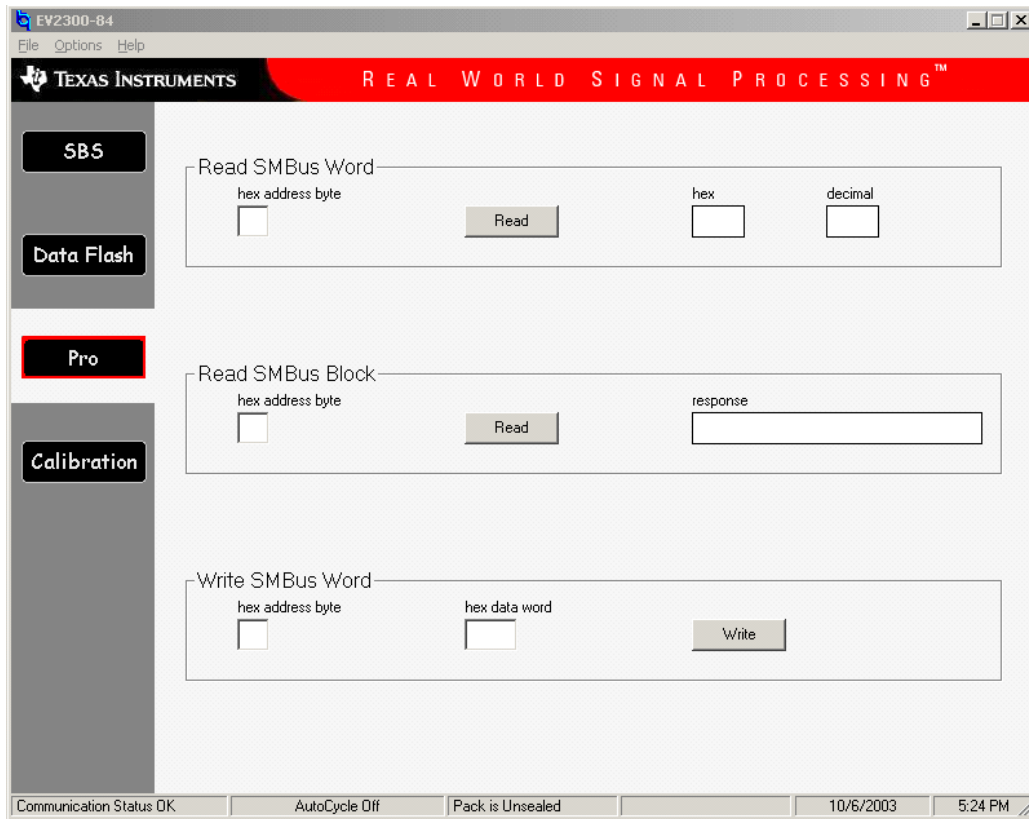 EV2300-84
File Options Help
TEXAS INSTRUMENTS
REAL WORLD SIGNAL PROCESSING™
SBS
Data Flash
Pro
Calibration
Read SMBus Word
hex address byte
Read
hex
decimal
Read SMBus Block
hex address byte
Read
response
Write SMBus Word
hex address byte
hex data word
Write
Communication Status OK
AutoCycle Off
Pack is Unsealed
10/6/2003
5:24 PM